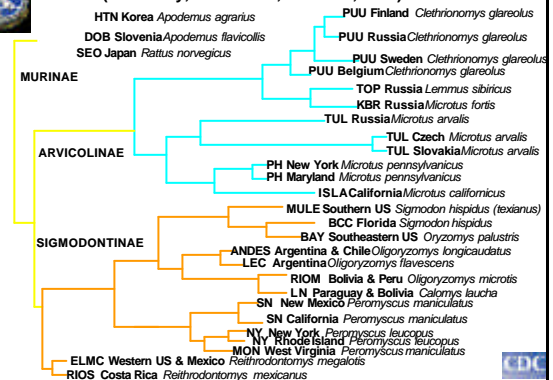 HTN Korea Apodemus agrarius
DOB Slovenia Apodemus flavicollis
SEO Japan Rattus norvegicus
MURINAE
PUU Finland Clethrionomys glareolus
PUU Russia Clethrionomys glareolus
PUU Sweden Clethrionomys glareolus
PUU Belgium Clethrionomys glareolus
TOP Russia Lemmus sibiricus
KBR Russia Microtus fortis
TUL Russia Microtus arvalis
TUL Czech Microtus arvalis
TUL Slovakia Microtus arvalis
ARVICOLINAE
PH New York Microtus pennsylvanicus
PH Maryland Microtus pennsylvanicus
ISLA California Microtus californicus
MULE Southern US Sigmodon hispidus (texianus)
BCC Florida Sigmodon hispidus
BAY Southeastern US Oryzomys palustris
SIGMODONTINAE
ANDES Argentina & Chile Oligoryzomys longicaudatus
LEC Argentina Oligoryzomys flavescens
RIOM Bolivia & Peru Oligoryzomys microtis
LN Paraguay & Bolivia Calomys laucha
SN New Mexico Peromyscus maniculatus
SN California Peromyscus maniculatus
NY New York Peromyscus leucopus
NY Rhode Island Peromyscus leucopus
MON West Virginia Peromyscus maniculatus
ELMC Western US & Mexico Reithrodontomys megalotis
RIOS Costa Rica Reithrodontomys mexicanus
CDC